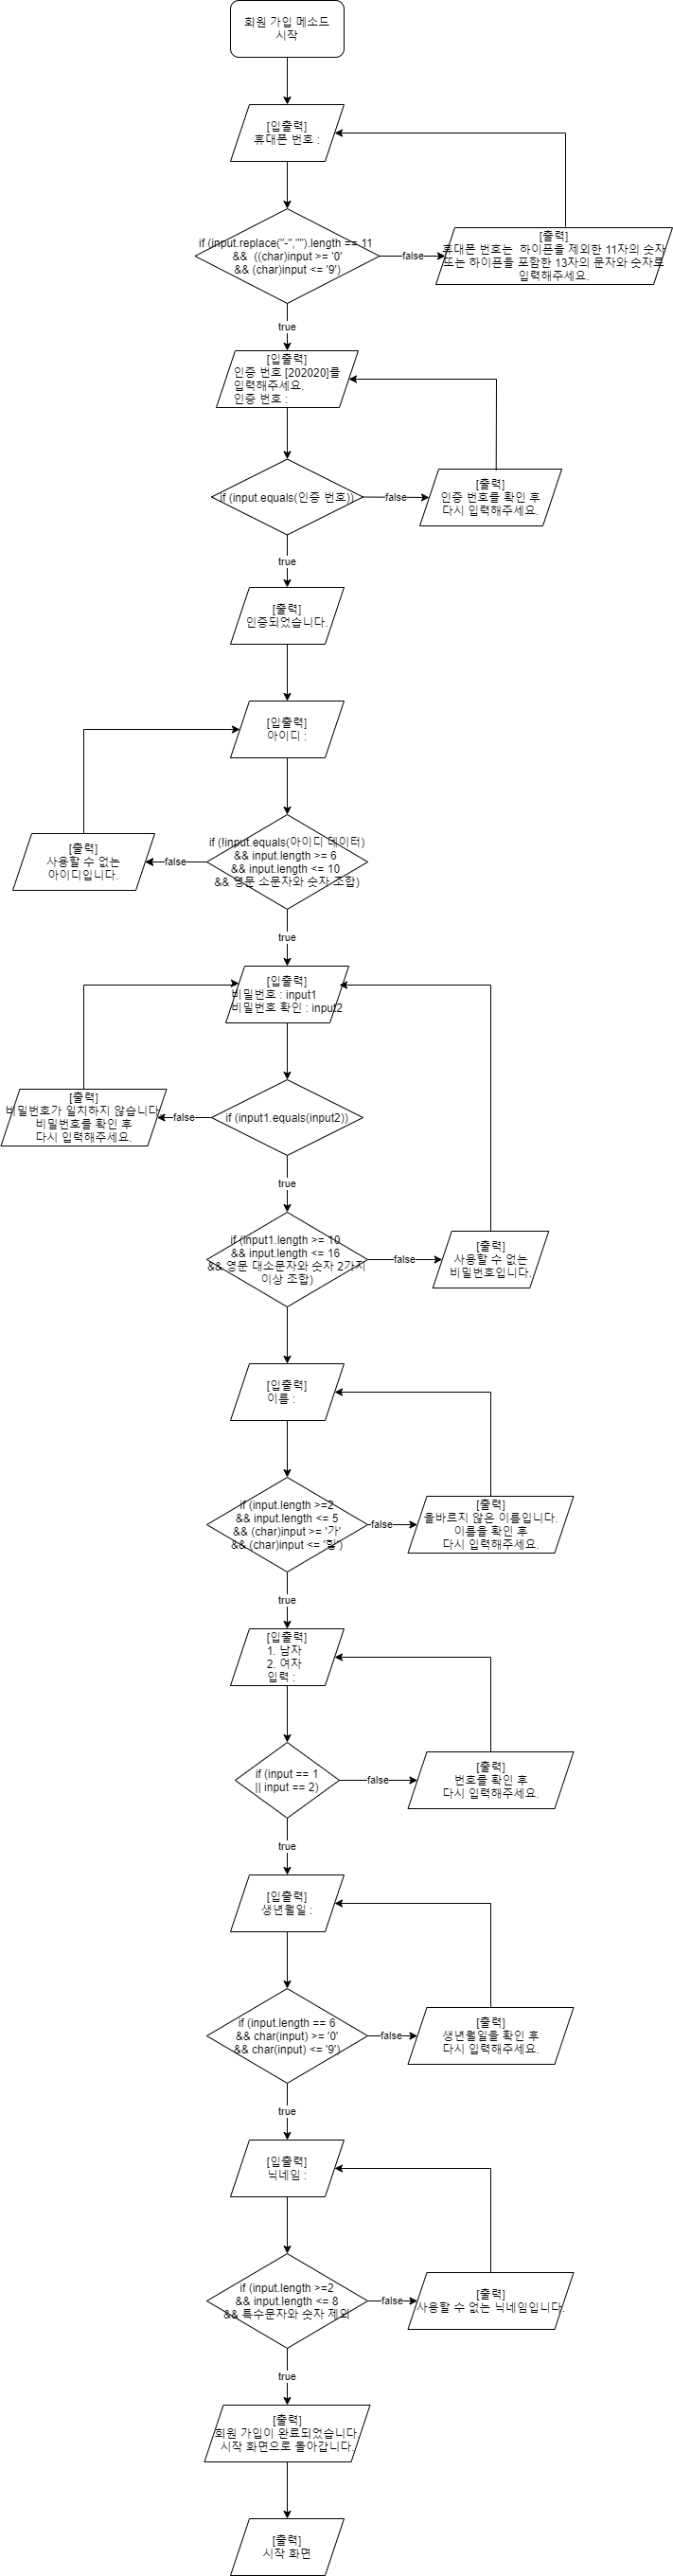 회원 가입 메소드
시작
[입출력]
휴대폰 번호 :
if (input.replace("-","").length == 11
&& ((char)input >= '0'
&& (char)input <= '9')
false
[출력]
휴대폰 번호는 하이픈을 제외한 11자의 숫자
또는 하이픈을 포함한 13자의 문자와 숫자로
입력해주세요.
true
[입출력]
인증 번호 [202020]를
입력해주세요.
인증 번호 :
if (input.equals(인증 번호))
false
[출력]
인증 번호를 확인 후
다시 입력해주세요.
true
[출력]
인증되었습니다.
[입출력]
아이디 :
if (!input.equals(아이디 데이터)
&& input.length >= 6
&& input.length <= 10
&& 영문 소문자와 숫자 조합)
false
[출력]
사용할 수 없는
아이디입니다.
true
[입출력]
비밀번호 : input1
비밀번호 확인 : input2
if (input1.equals(input2))
false
[출력]
비밀번호가 일치하지 않습니다.
비밀번호를 확인 후
다시 입력해주세요.
true
if (input1.length >= 10
&& input.length <= 16
&& 영문 대소문자와 숫자 2가지
이상 조합)
false
[출력]
사용할 수 없는
비밀번호입니다.
[입출력]
이름 :
if (input.length >=2
&& input.length <= 5
&& (char)input >= '가'
&& (char)input <= '힣')
false
[출력]
올바르지 않은 이름입니다.
이름을 확인 후
다시 입력해주세요.
true
[입출력]
1. 남자
2. 여자
입력 :
if (input == 1
|| input == 2)
false
[출력]
번호를 확인 후
다시 입력해주세요.
true
[입출력]
생년월일 :
if (input.length == 6
&& char(input) >= '0'
&& char(input) <= '9')
false
[출력]
생년월일을 확인 후
다시 입력해주세요.
true
[입출력]
닉네임 :
if (input.length >=2
&& input.length <= 8
&& 특수문자와 숫자 제외
false
[출력]
사용할 수 없는 닉네임입니다.
true
[출력]
회원 가입이 완료되었습니다.
시작 화면으로 돌아갑니다.
[출력]
시작 화면